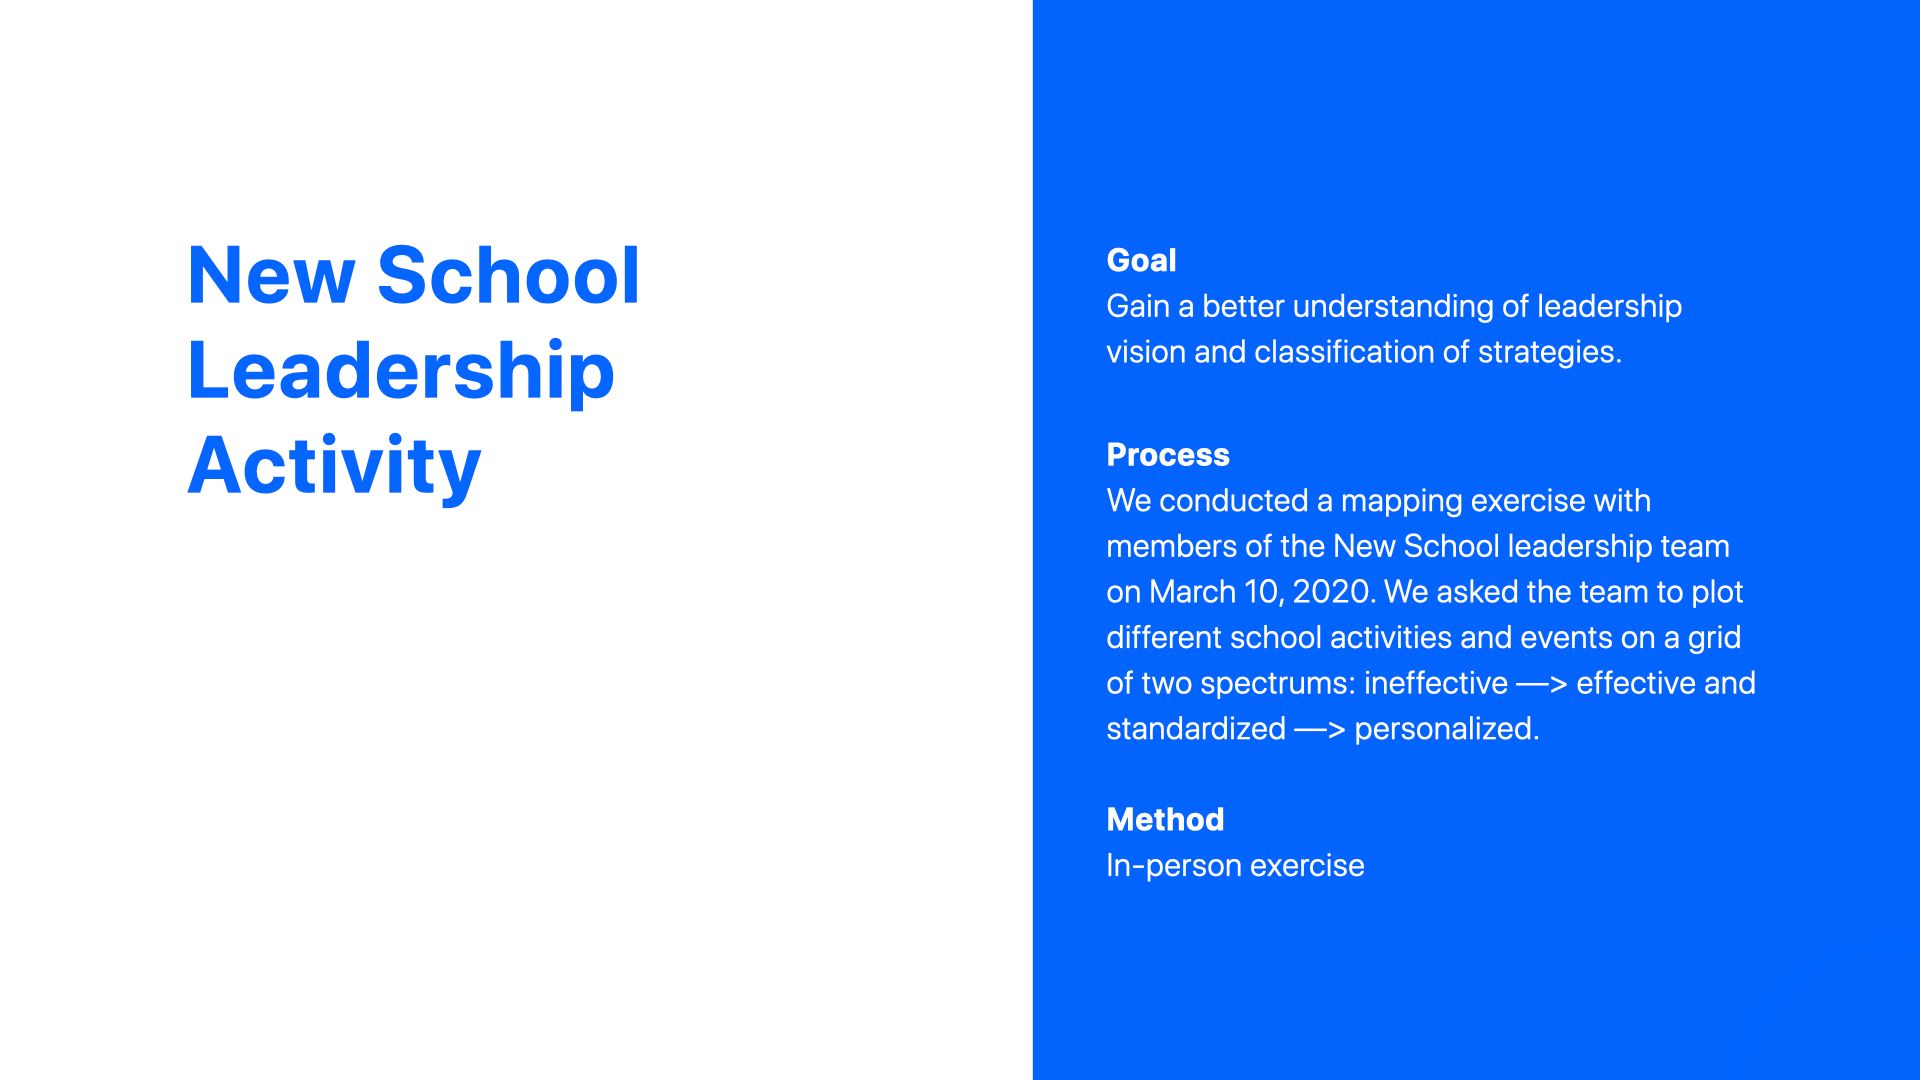 New School
Leadership
Activity
Goal
Gain a better understanding of leadership
vision and classification of strategies.
Process
We conducted a mapping exercise with
members of the New School leadership team
on March 10, 2020. We asked the team to plot
different school activities and events on a grid
of two spectrums: ineffective —> effective and
standardized —> personalized.
Method
In-person exercise